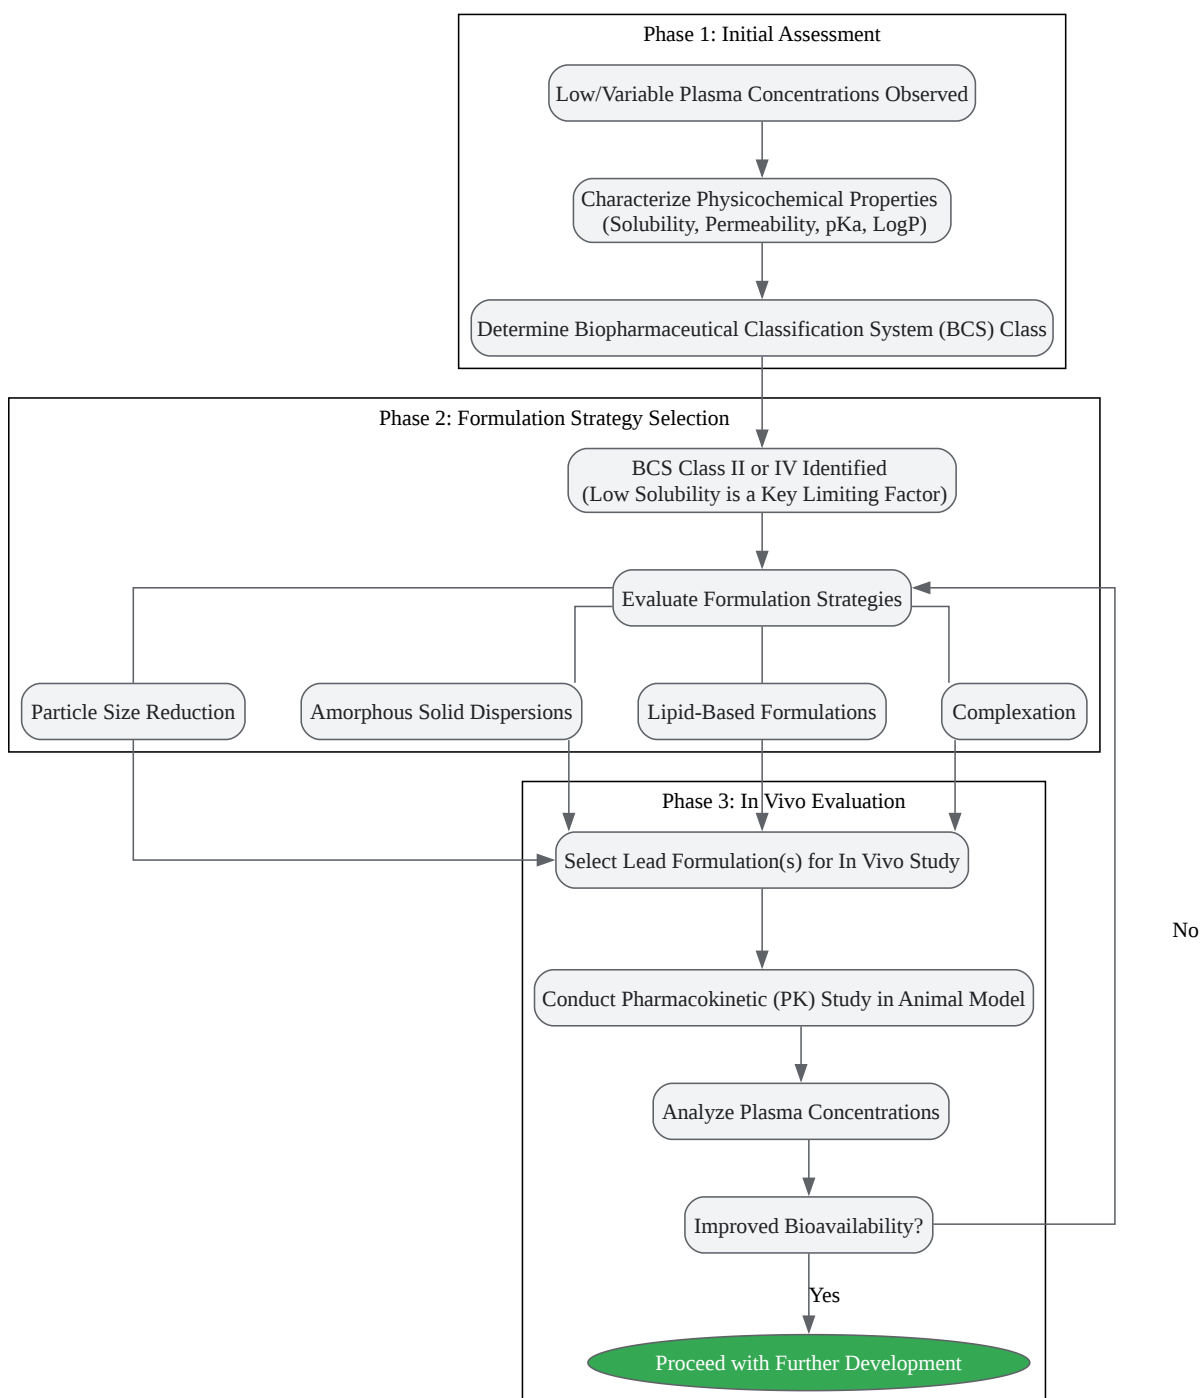 Phase 1: Initial Assessment
Low/Variable Plasma Concentrations Observed
Characterize Physicochemical Properties
(Solubility, Permeability, pKa, LogP)
Determine Biopharmaceutical Classification System (BCS) Class
Phase 2: Formulation Strategy Selection
BCS Class II or IV Identified
(Low Solubility is a Key Limiting Factor)
Evaluate Formulation Strategies
Particle Size Reduction
Amorphous Solid Dispersions
Lipid-Based Formulations
Complexation
Phase 3: In Vivo Evaluation
Select Lead Formulation(s) for In Vivo Study
No
Conduct Pharmacokinetic (PK) Study in Animal Model
Analyze Plasma Concentrations
Improved Bioavailability?
Yes
Proceed with Further Development